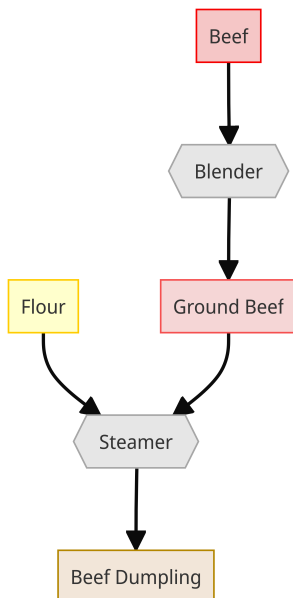 Beef
Blender
Flour
Ground Beef
Steamer
Beef Dumpling